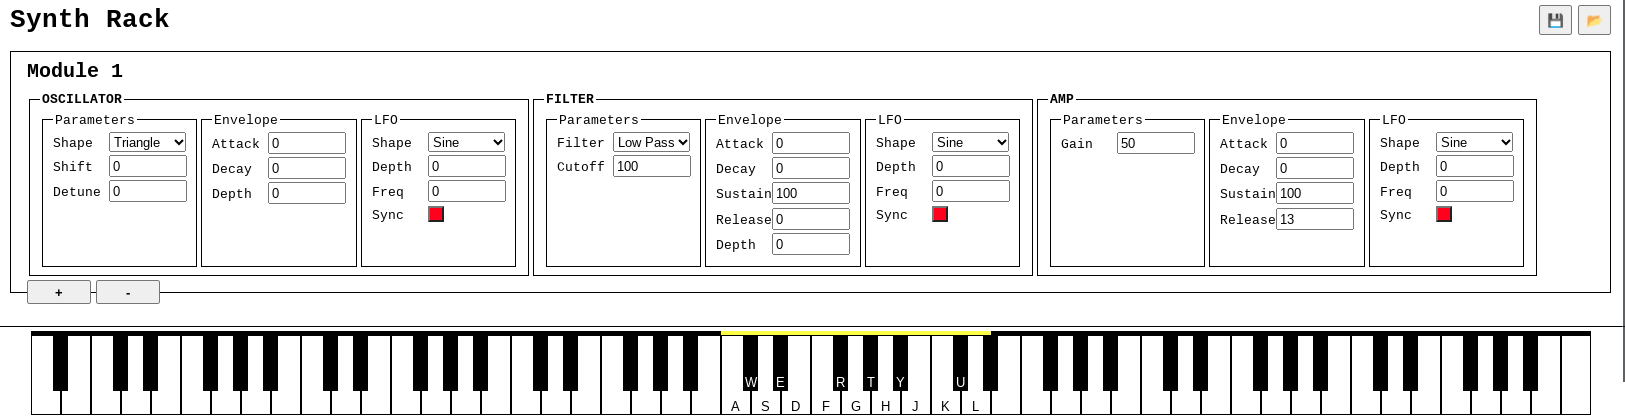 Synth Rack
Module 1
OSCILLATOR FILTER AMP
Parameters Envelope LFO Parameters Envelope LFO Parameters Envelope LFO
Shape Triangle Attack 0 Shape Sine Filter Low Pass Attack 0 Shape Sine Gain 50 Attack 0 Shape Sine
Shift 0 Decay 0 Depth 0 Cutoff 100 Decay 0 Depth 0 Decay 0 Depth 0
Detune 0 Depth 0 Freq 0 Sustain 100 Freq 0 Sustain 100 Freq 0
Sync Release 0 Sync Release 13 Sync
Depth 0
+ -
W E R T Y U
A S D F G H J K L